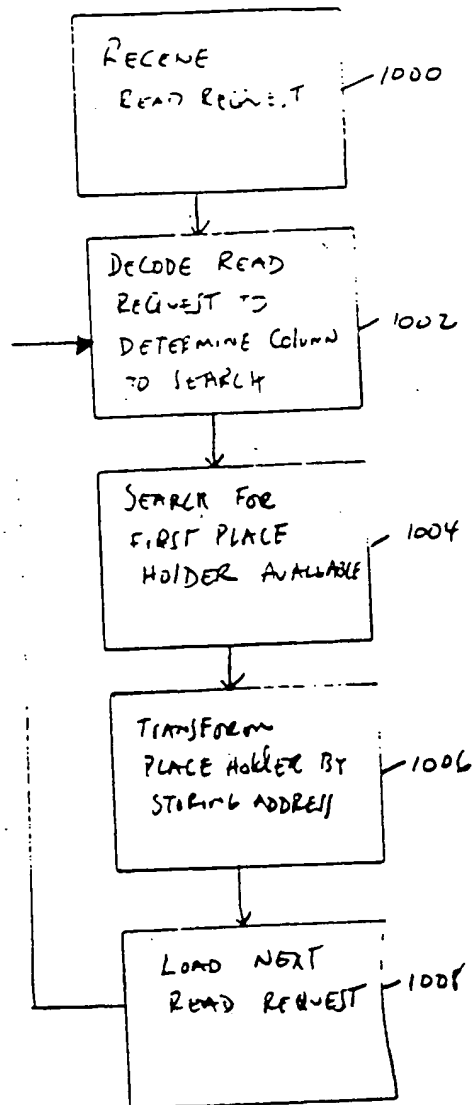 RECEIVE
READ REQUEST
1000
DECODE READ
REQUEST TO
DETERMINE COLUMN
TO SEARCH
1002
SEARCH FOR
FIRST PLACE
HOLDER AVAILABLE
1004
TRANSFORM
PLACE HOLDER BY
STORING ADDRESS
1006
LOAD NEXT
READ REQUEST
1008